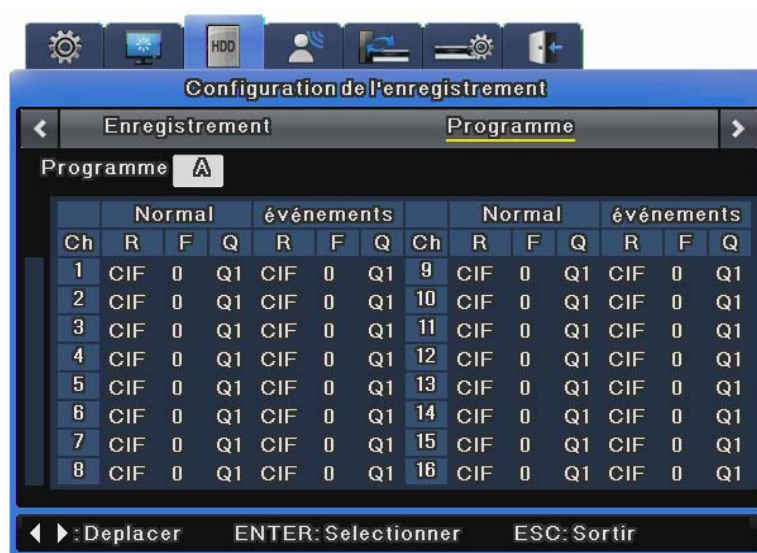 HDD
Configuration de l'enregistrement
Enregistrement Programme
Programme A
Normal événements Normal événements
Ch R F Q R F Q Ch R F Q R F Q
1 CIF 0 Q1 CIF 0 Q1 9 CIF 0 Q1 CIF 0 Q1
2 CIF 0 Q1 CIF 0 Q1 10 CIF 0 Q1 CIF 0 Q1
3 CIF 0 Q1 CIF 0 Q1 11 CIF 0 Q1 CIF 0 Q1
4 CIF 0 Q1 CIF 0 Q1 12 CIF 0 Q1 CIF 0 Q1
5 CIF 0 Q1 CIF 0 Q1 13 CIF 0 Q1 CIF 0 Q1
6 CIF 0 Q1 CIF 0 Q1 14 CIF 0 Q1 CIF 0 Q1
7 CIF 0 Q1 CIF 0 Q1 15 CIF 0 Q1 CIF 0 Q1
8 CIF 0 Q1 CIF 0 Q1 16 CIF 0 Q1 CIF 0 Q1
:Deplacer ENTER:Selectionner ESC:Sortir